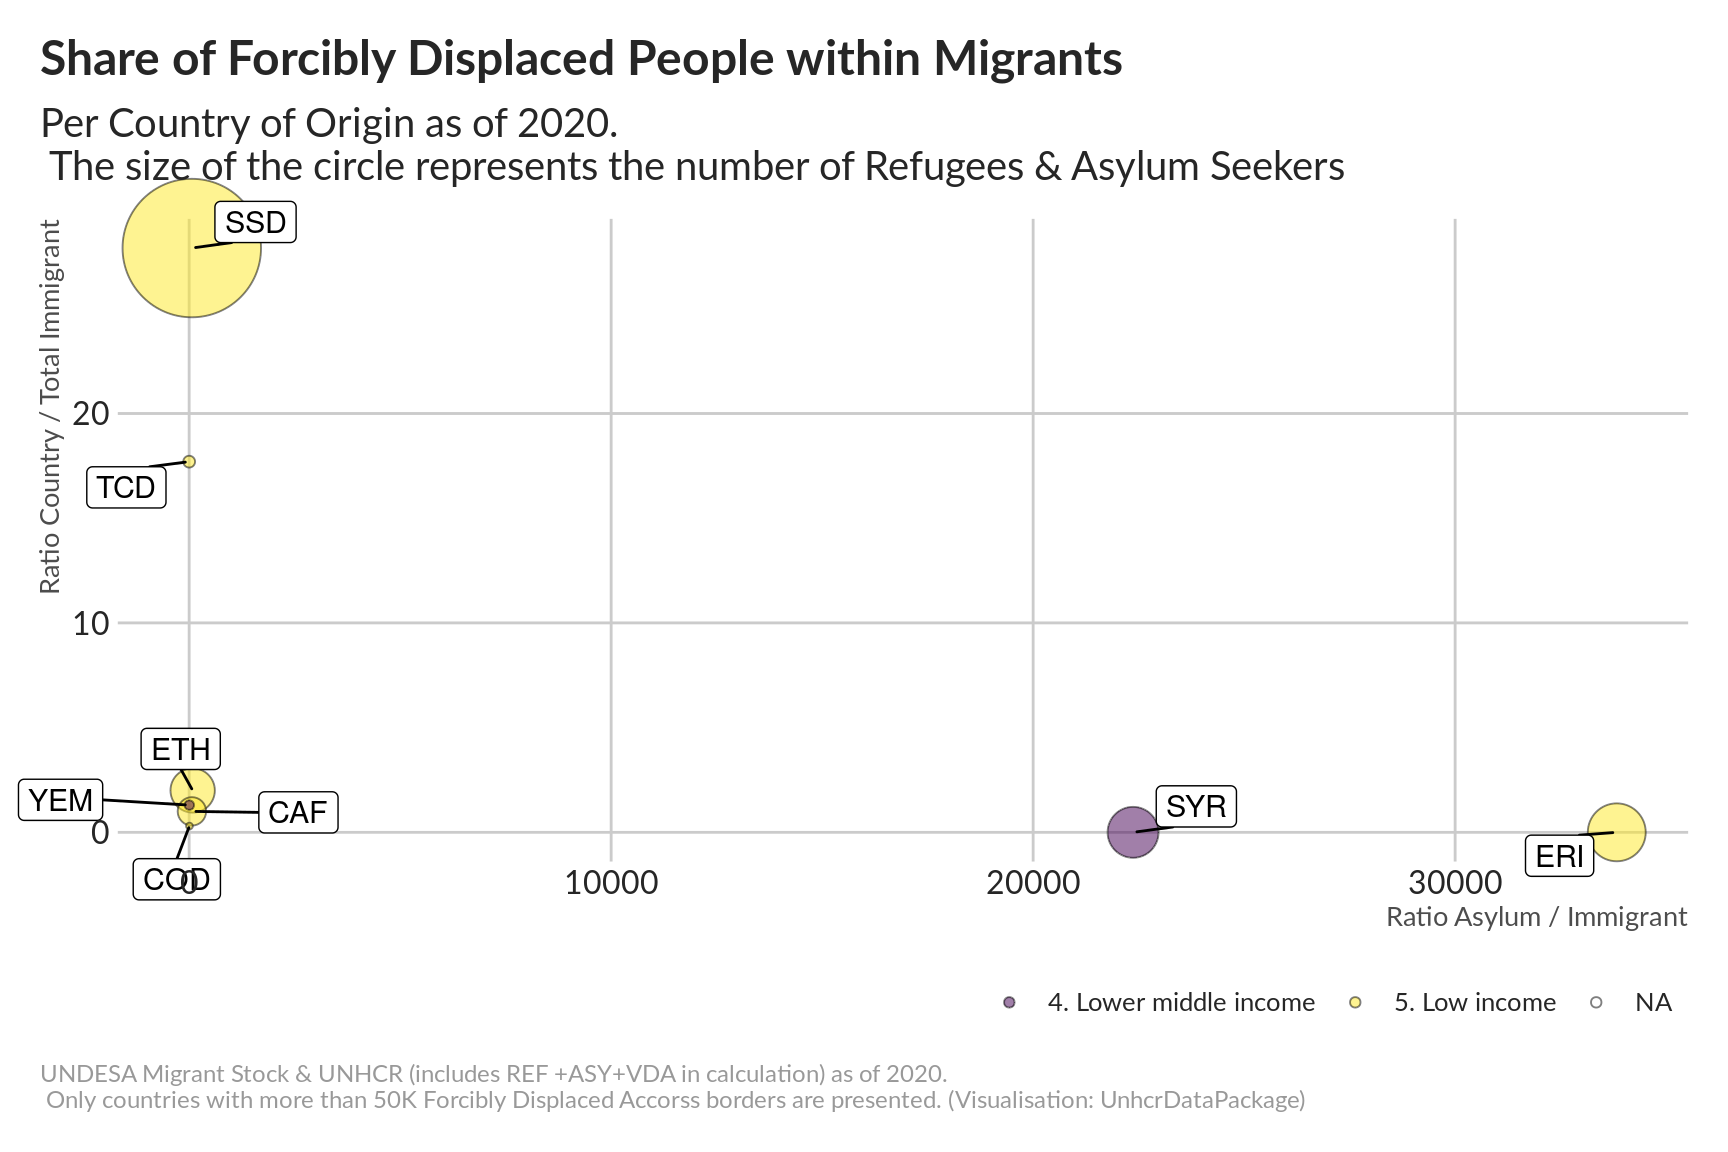 Share of Forcibly Displaced People within Migrants
Per Country of Origin as of 2020.
The size of the circle represents the number of Refugees & Asylum Seekers
Ratio Country / Total Immigrant
SSD
20
TCD
10
ETH
YEM
CAF
SYR
0
ERI
COD
0
10000
20000
30000
Ratio Asylum / Immigrant
4. Lower middle income
5. Low income
NA
UNDESA Migrant Stock & UNHCR (includes REF +ASY+VDA in calculation) as of 2020.
Only countries with more than 50K Forcibly Displaced Accorss borders are presented. (Visualisation: UnhcrDataPackage)